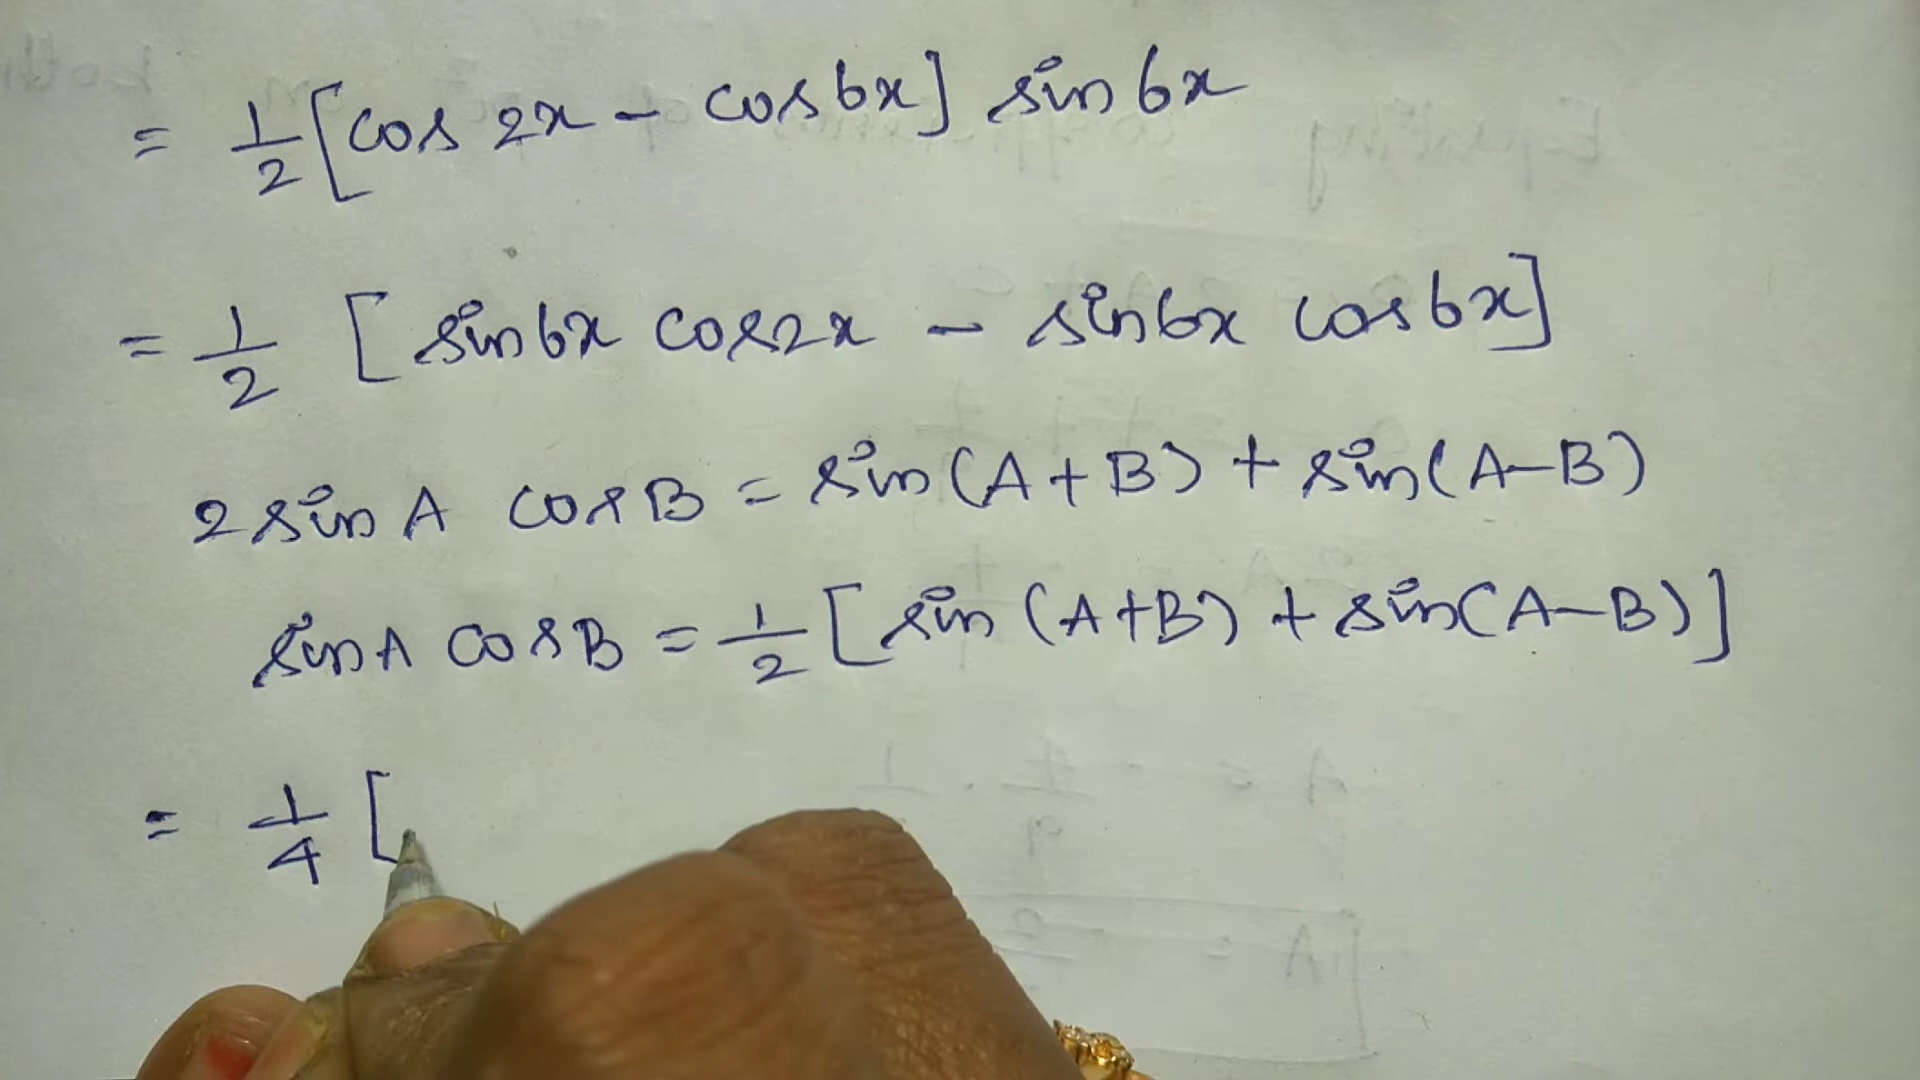 = 1/2 [cos 2x - cos 6x] sin 6x
= 1/2 [sin 6x cos 2x - sin 6x cos 6x]
2 sin A cos B = sin (A + B) + sin (A - B)
sin A cos B = 1/2 [sin (A + B) + sin (A - B)]
= 1/4 [